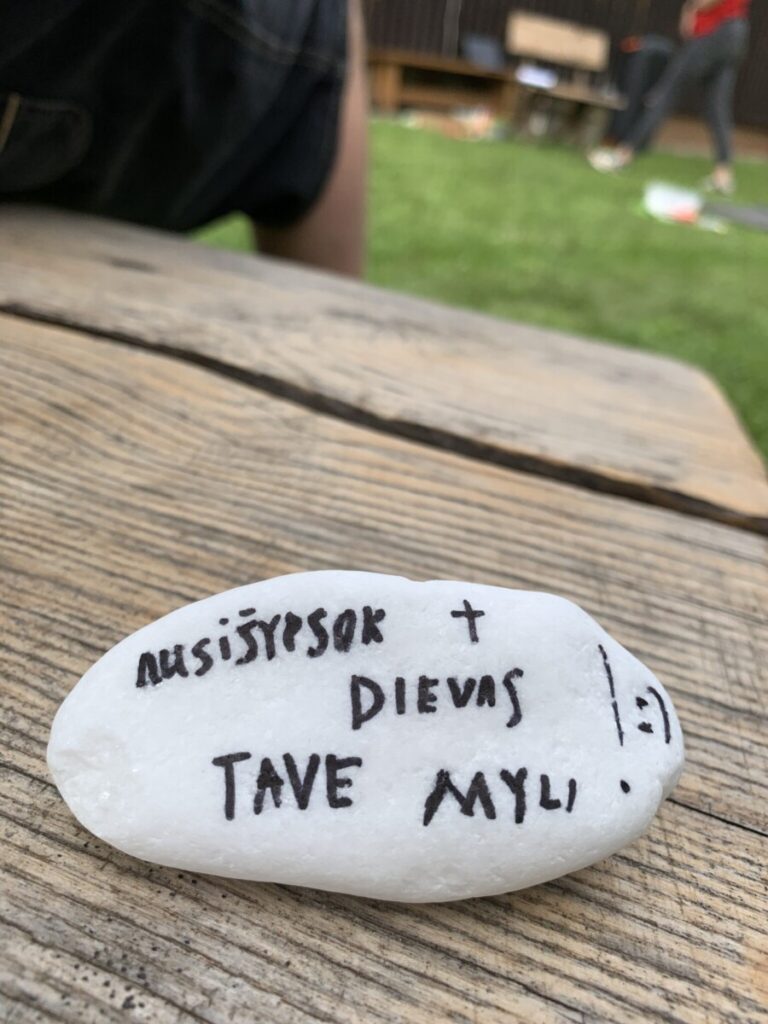 NUSIŠYPSOK +
DIEVAS
TAVE MYLI ! :)